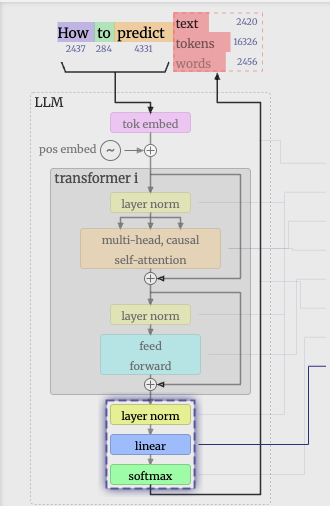 How to predict
2437 284 4331
text 2420
tokens 16326
words 2456
LLM
tok embed
pos embed ~
transformer i
layer norm
multi-head, causal
self-attention
layer norm
feed
forward
layer norm
linear
softmax